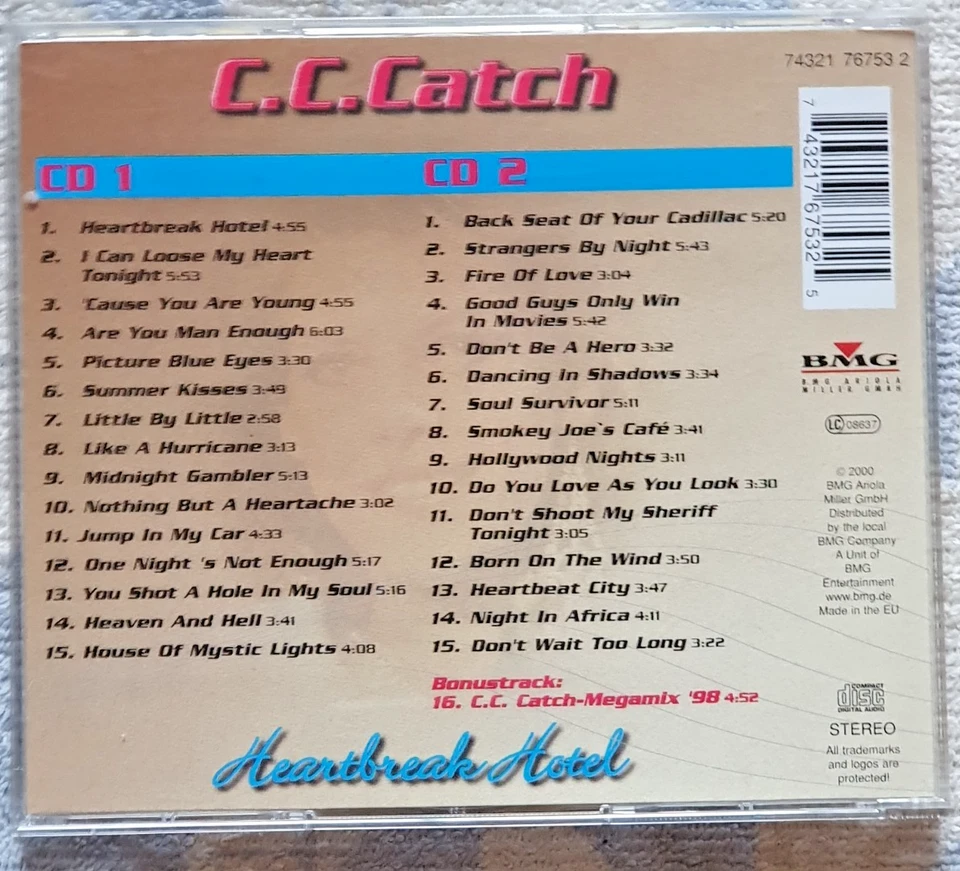 C.C.Catch
74321 76753 2
CD 1
1. Heartbreak Hotel 4:55
2. I Can Loose My Heart
Tonight 5:53
3. 'Cause You Are Young 4:55
4. Are You Man Enough 6:03
5. Picture Blue Eyes 3:30
6. Summer Kisses 3:49
7. Little By Little 2:58
8. Like A Hurricane 3:13
9. Midnight Gambler 5:13
10. Nothing But A Heartache 3:02
11. Jump In My Car 4:33
12. One Night 's Not Enough 5:17
13. You Shot A Hole In My Soul 5:16
14. Heaven And Hell 3:41
15. House Of Mystic Lights 4:08
CD 2
1. Back Seat Of Your Cadillac 5:20
2. Strangers By Night 5:43
3. Fire Of Love 3:04
4. Good Guys Only Win
In Movies 5:42
5. Don't Be A Hero 3:32
6. Dancing In Shadows 3:34
7. Soul Survivor 5:11
8. Smokey Joe`s Café 3:41
9. Hollywood Nights 3:11
10. Do You Love As You Look 3:30
11. Don't Shoot My Sheriff
Tonight 3:05
12. Born On The Wind 3:50
13. Heartbeat City 3:47
14. Night In Africa 4:11
15. Don't Wait Too Long 3:22
Bonustrack:
16. C.C. Catch-Megamix '98 4:52
Heartbreak Hotel
7 43217 67532 5
BMG
BMG ARIOLA
MILLER GMBH
LC 08637
© 2000
BMG Ariola
Miller GmbH
Distributed
by the local
BMG Company
A Unit of
BMG
Entertainment
www.bmg.de
Made in the EU
COMPACT
disc
DIGITAL AUDIO
STEREO
All trademarks
and logos are
protected!